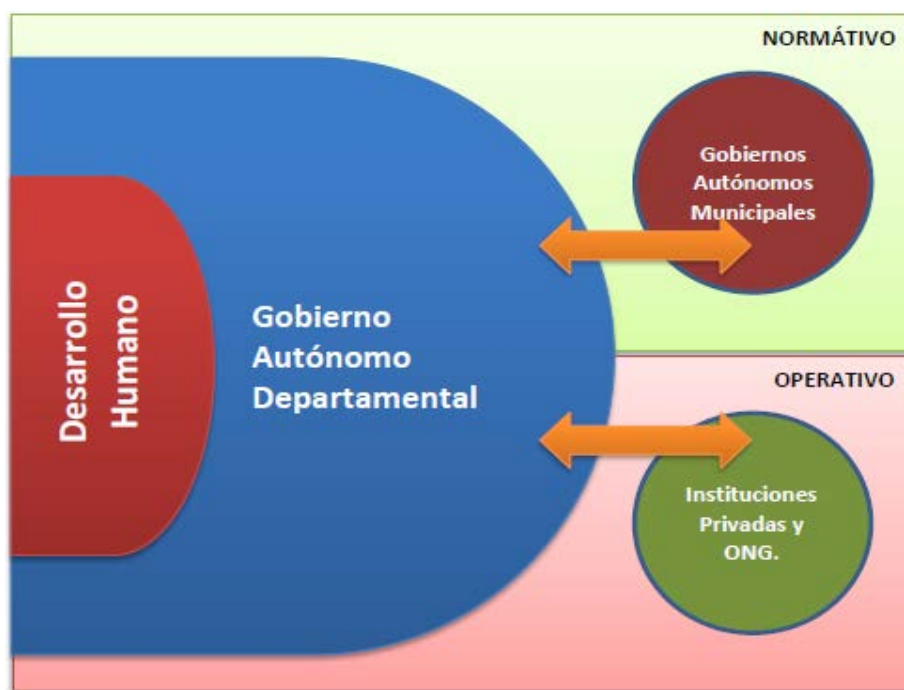 NORMÁTIVO
Gobiernos
Autónomos
Municipales
Desarrollo
Humano
Gobierno
Autónomo
Departamental
OPERATIVO
Instituciones
Privadas y
ONG.